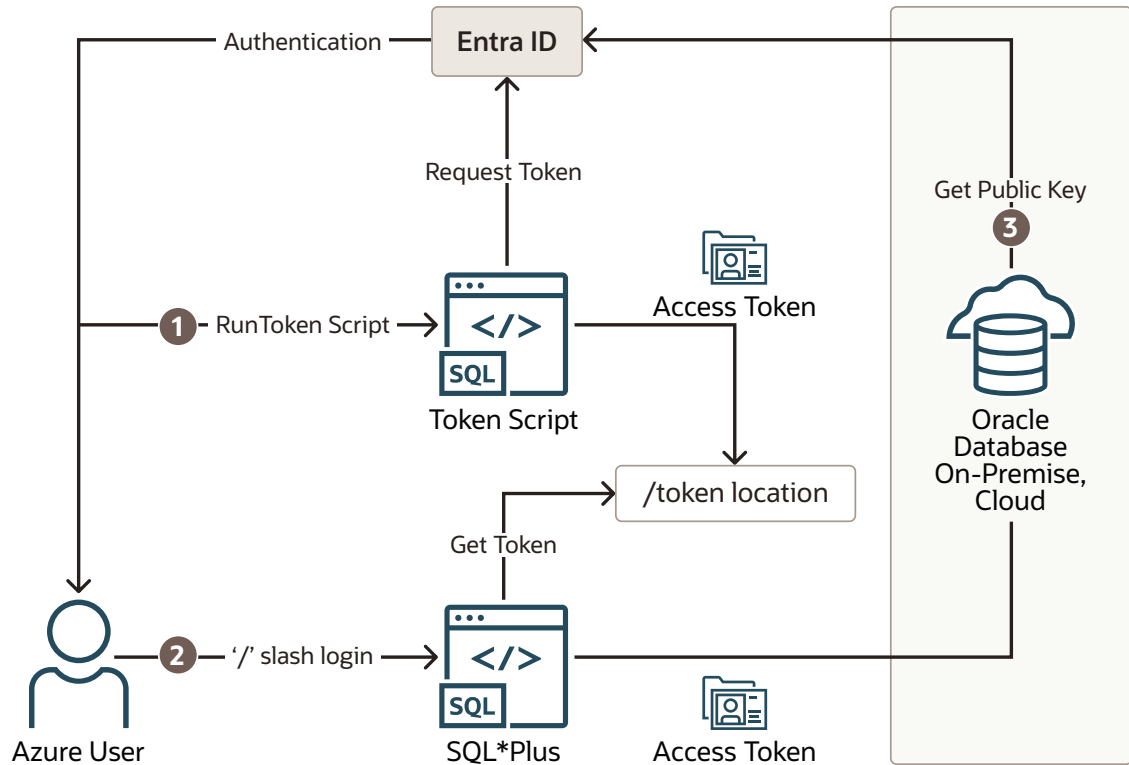 Authentication
Entra ID
Request Token
Get Public Key
3
Access Token
1
RunToken Script
</>
SQL
Token Script
Oracle
Database
On-Premise,
Cloud
/token location
Get Token
2
‘/’ slash login
</>
SQL
Azure User
SQL*Plus
Access Token